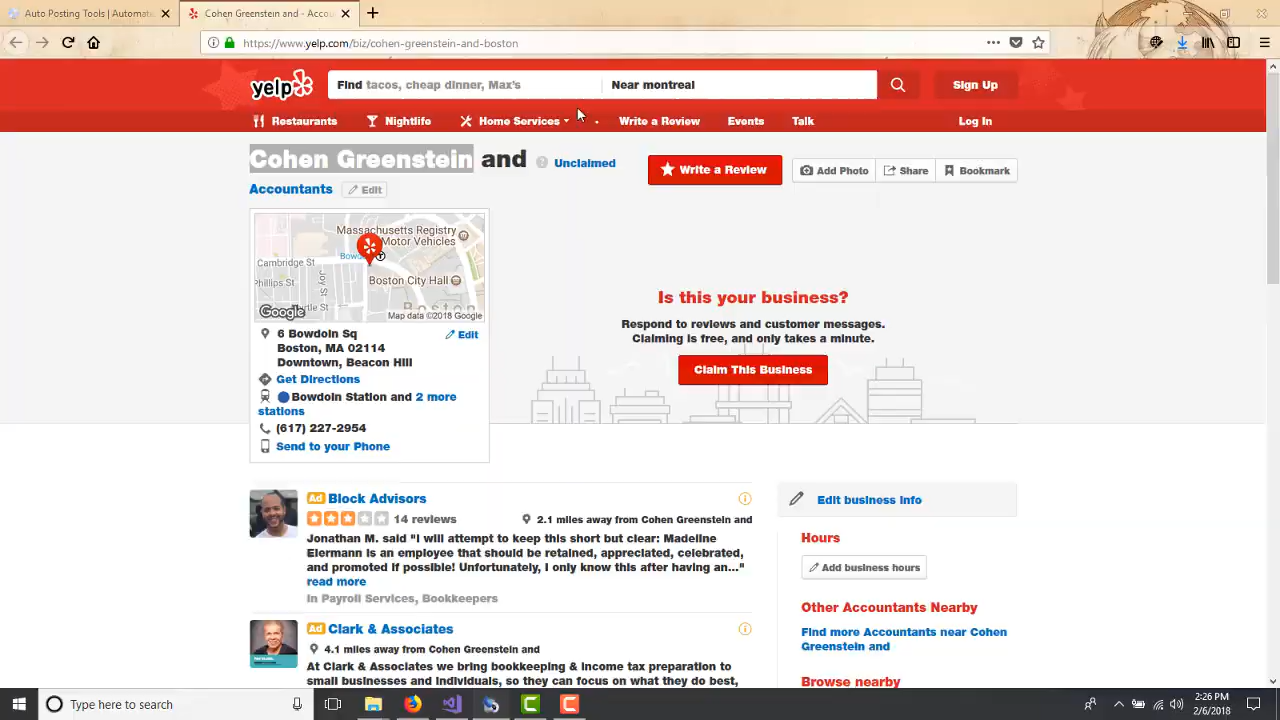 Auto Posting Tools | Automate
Cohen Greenstein and - Accoun
https://www.yelp.com/biz/cohen-greenstein-and-boston
yelp
Find tacos, cheap dinner, Max's
Near montreal
Sign Up
Restaurants
Nightlife
Home Services
Write a Review
Events
Talk
Log In
Cohen Greenstein and
Unclaimed
Write a Review
Add Photo
Share
Bookmark
Accountants
Edit
Massachusetts Registry
of Motor Vehicles
Cambridge St
Phillips St
Joy St
Boston City Hall
Google
Map data ©2018 Google
6 Bowdoin Sq
Edit
Boston, MA 02114
Downtown, Beacon Hill
Get Directions
Bowdoin Station and 2 more
stations
(617) 227-2954
Send to your Phone
Is this your business?
Respond to reviews and customer messages.
Claiming is free, and only takes a minute.
Claim This Business
Ad Block Advisors
14 reviews
2.1 miles away from Cohen Greenstein and
Jonathan M. said "I will attempt to keep this short but clear: Madeline
Eiermann is an employee that should be retained, appreciated, celebrated,
and promoted if possible! Unfortunately, I only know this after having an..."
read more
In Payroll Services, Bookkeepers
Ad Clark & Associates
4.1 miles away from Cohen Greenstein and
At Clark & Associates we bring bookkeeping & income tax preparation to
small businesses and individuals, so they can focus on what they do best,
Edit business info
Hours
Add business hours
Other Accountants Nearby
Find more Accountants near Cohen
Greenstein and
Browse nearby
Type here to search
2:26 PM
2/6/2018